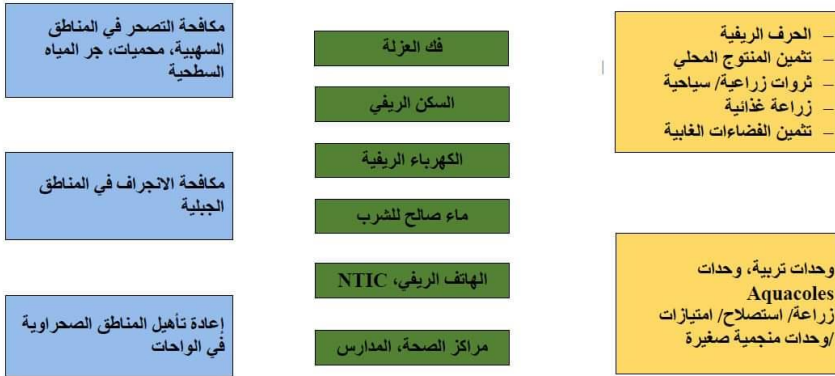 – الحرف الريفية
– تثمين المنتوج المحلي
– ثروات زراعية/ سياحية
– زراعة غذائية
– تثمين الفضاءات الغابية
وحدات تربية، وحدات
Aquacoles
زراعة/ استصلاح/ امتيازات
/وحدات منجمية صغيرة
فك العزلة
السكن الريفي
الكهرباء الريفية
ماء صالح للشرب
الهاتف الريفي، NTIC
مراكز الصحة، المدارس
مكافحة التصحر في المناطق
السهبية، محميات، جر المياه
السطحية
مكافحة الانجراف في المناطق
الجبلية
إعادة تأهيل المناطق الصحراوية
في الواحات